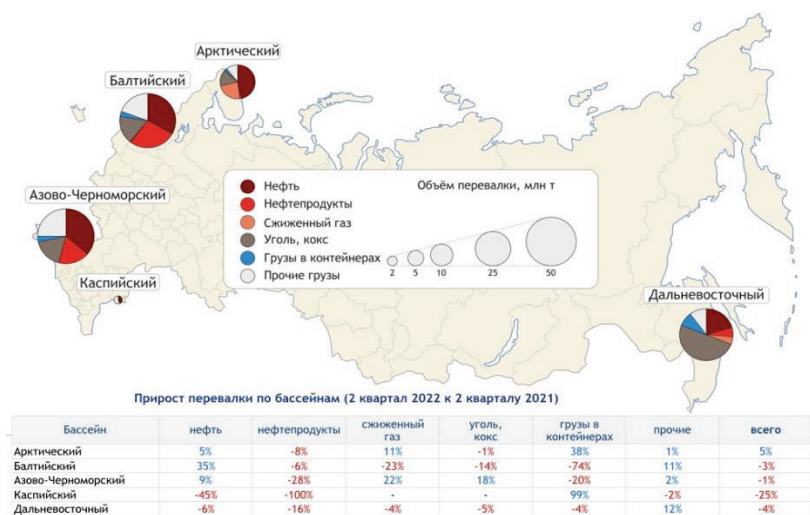 Арктический
Балтийский
Азово-Черноморский
Каспийский
Дальневосточный
Нефть
Нефтепродукты
Сжиженный газ
Уголь, кокс
Грузы в контейнерах
Прочие грузы
Объём перевалки, млн т
2 5 10 25 50
Прирост перевалки по бассейнам (2 квартал 2022 к 2 кварталу 2021)
Бассейн нефть нефтепродукты сжиженный газ уголь, кокс грузы в контейнерах прочие всего
Арктический 5% -8% 11% -1% 38% 1% 5%
Балтийский 35% -6% -23% -14% -74% 11% -3%
Азово-Черноморский 9% -28% 22% 18% -20% 2% -1%
Каспийский -45% -100% - - 99% -2% -25%
Дальневосточный -6% -16% -4% -5% -4% 12% -4%